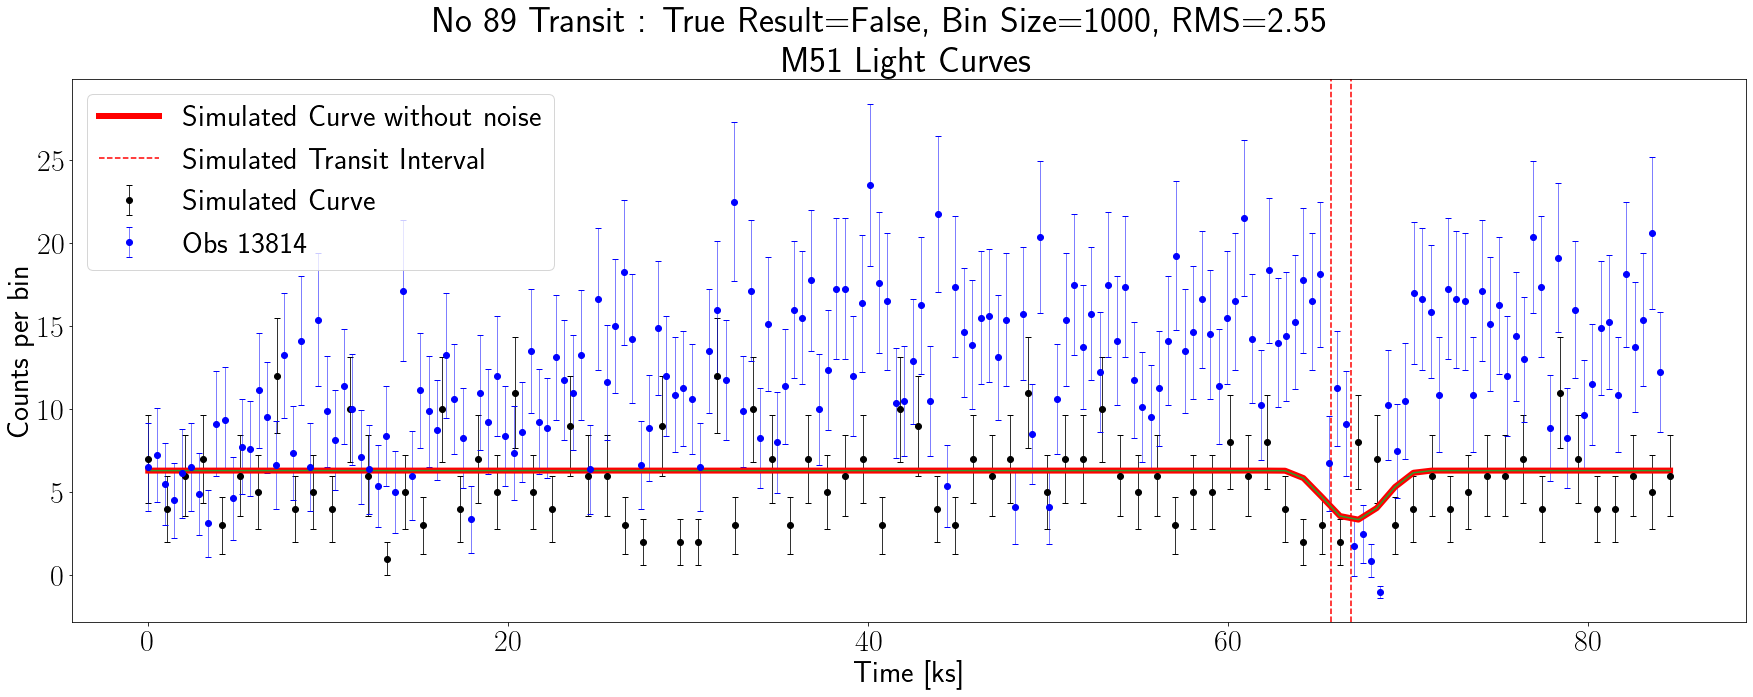 No 89 Transit : True Result=False, Bin Size=1000, RMS=2.55
M51 Light Curves
Simulated Curve without noise
Simulated Transit Interval
Simulated Curve
Obs 13814
Counts per bin
25
20
15
10
5
0
0 20 40 60 80
Time [ks]